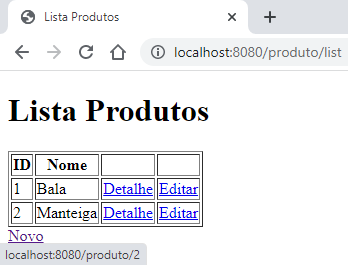 Lista Produtos
localhost:8080/produto/list
Lista Produtos
ID Nome
1 Bala Detalhe Editar
2 Manteiga Detalhe Editar
Novo
localhost:8080/produto/2